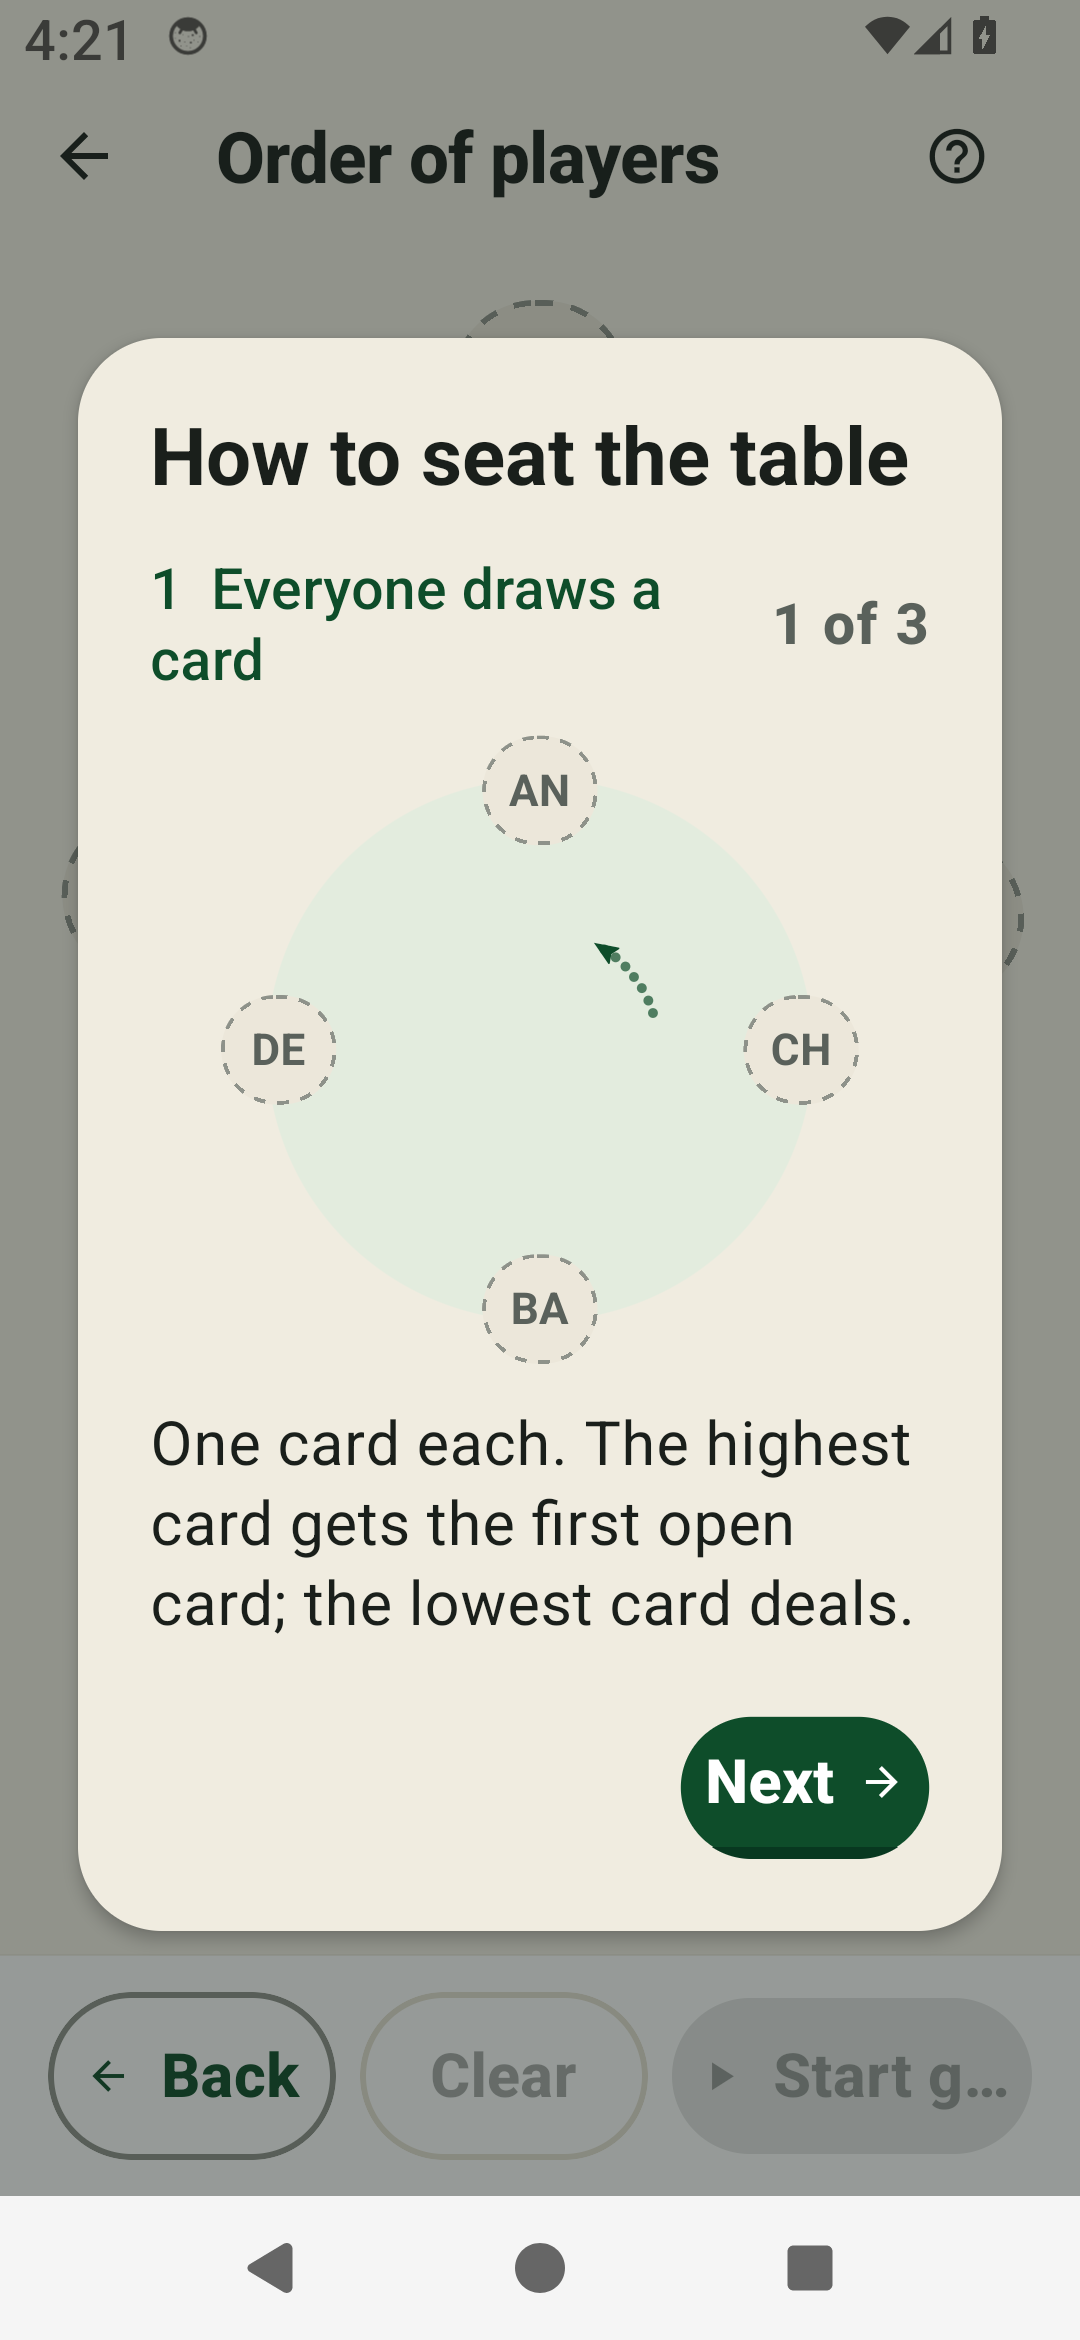 4:21
Order of players
How to seat the table
1 Everyone draws a
card
1 of 3
AN
DE
CH
BA
One card each. The highest
card gets the first open
card; the lowest card deals.
Next
Back
Clear
Start g...